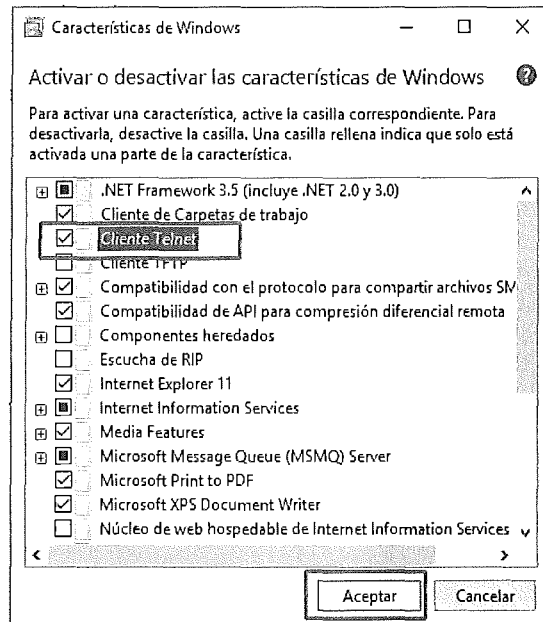 Características de Windows
Activar o desactivar las características de Windows
Para activar una característica, active la casilla correspondiente. Para
desactivarla, desactive la casilla. Una casilla rellena indica que solo está
activada una parte de la característica.
.NET Framework 3.5 (incluye .NET 2.0 y 3.0)
Cliente de Carpetas de trabajo
Cliente Telnet
Cliente TFTP
Compatibilidad con el protocolo para compartir archivos SM
Compatibilidad de API para compresión diferencial remota
Componentes heredados
Escucha de RIP
Internet Explorer 11
Internet Information Services
Media Features
Microsoft Message Queue (MSMQ) Server
Microsoft Print to PDF
Microsoft XPS Document Writer
Núcleo de web hospedable de Internet Information Services
Aceptar
Cancelar